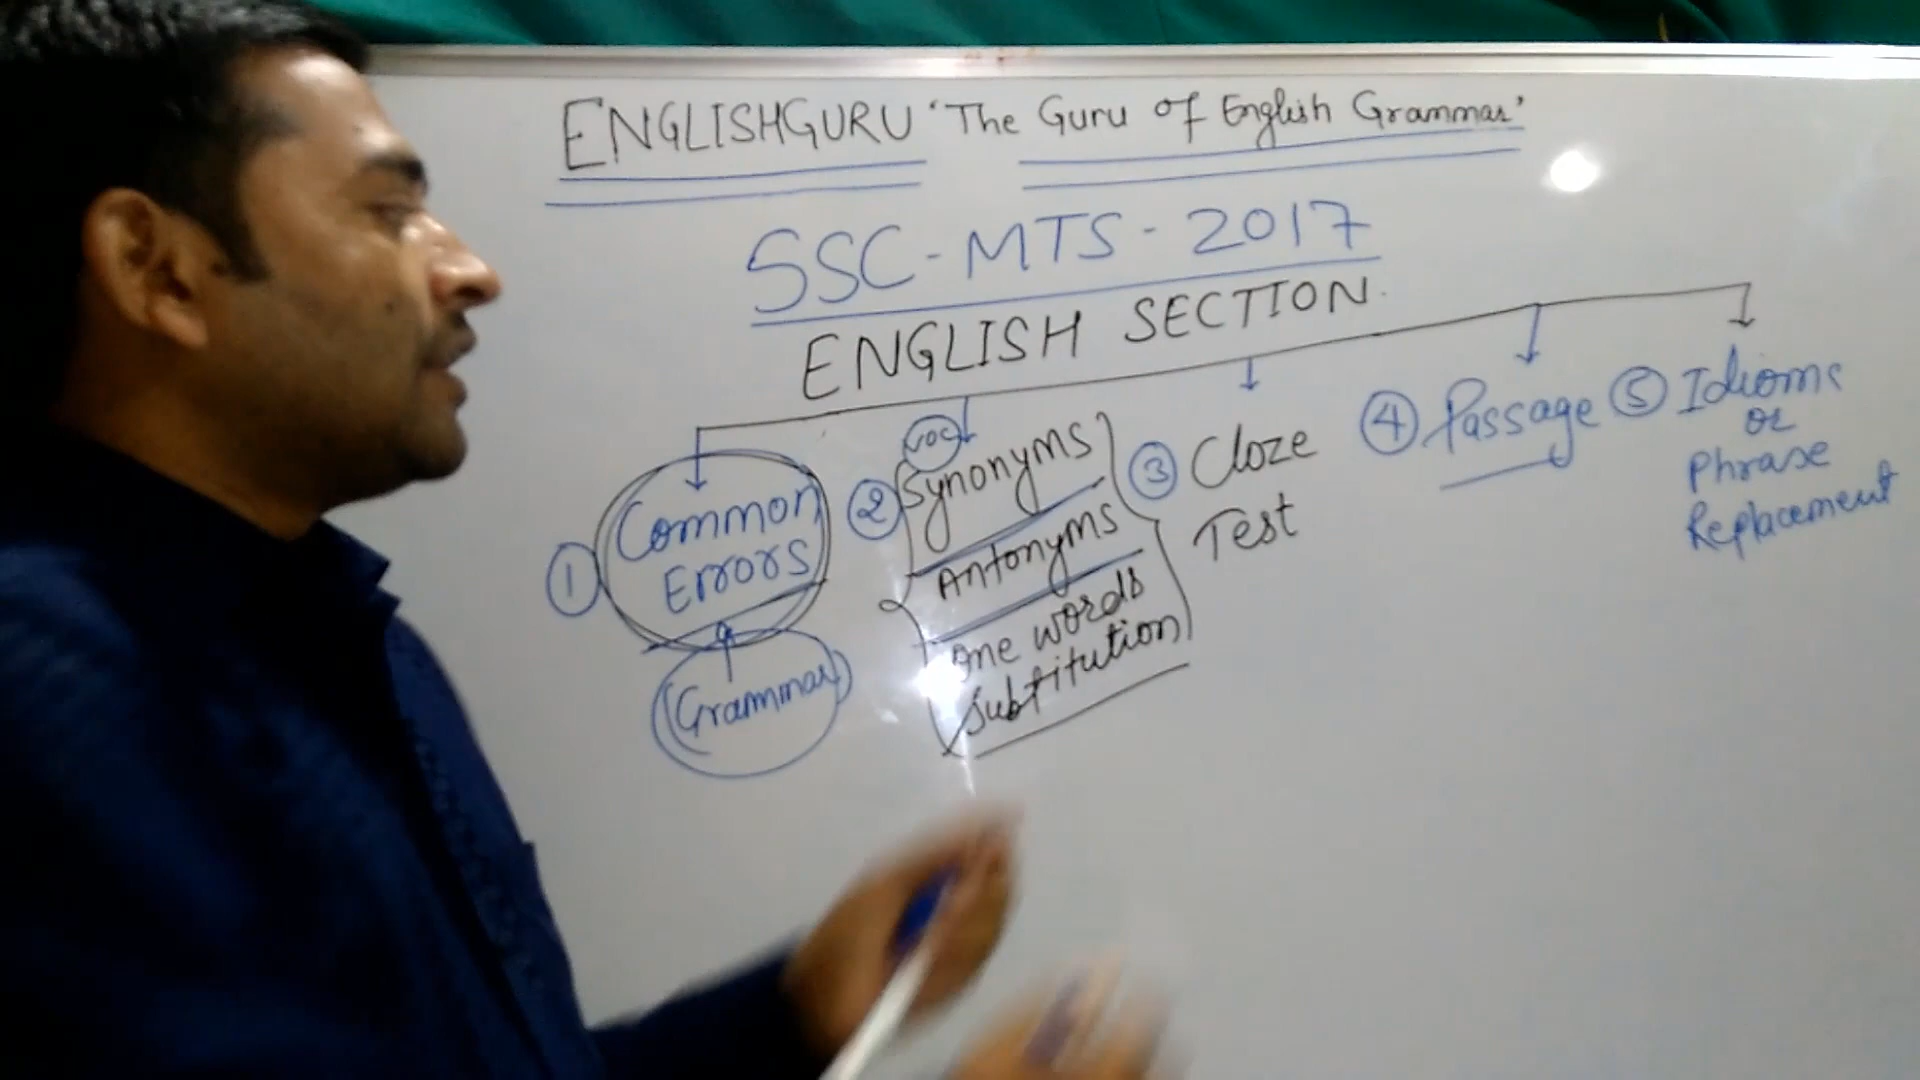 ENGLISHGURU 'The Guru of English Grammar'
SSC-MTS-2017
ENGLISH SECTION
① Common
Errors
Grammar
voc
② Synonyms
Antonyms
One words
Substitution
③ Cloze
Test
④ Passage
⑤ Idioms
or
Phrase
Replacement